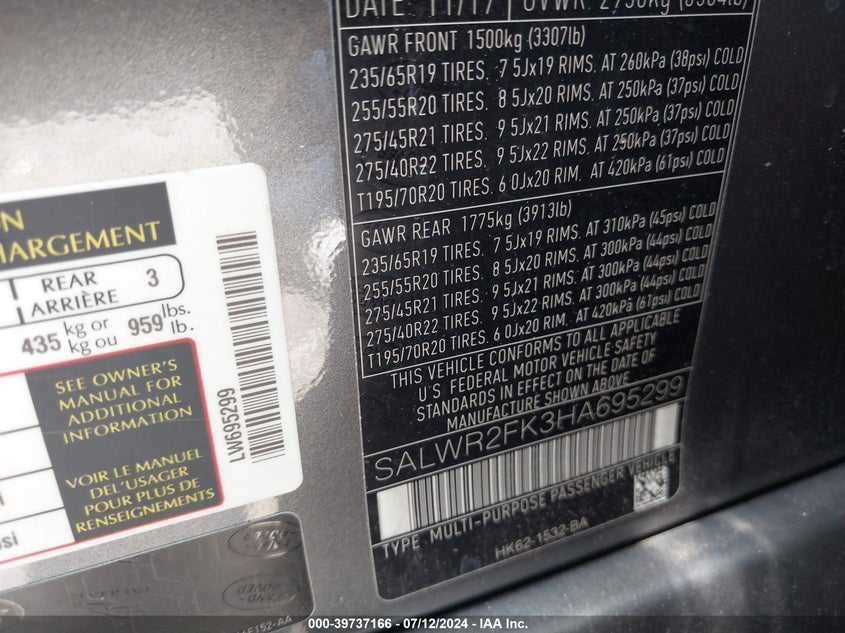 DATE 11/17 GVWR
GAWR FRONT 1500kg (3307lb)
235/65R19 TIRES. 7 5Jx19 RIMS. AT 260kPa (38psi) COLD
255/55R20 TIRES. 8 5Jx20 RIMS. AT 250kPa (37psi) COLD
275/45R21 TIRES. 9 5Jx21 RIMS. AT 250kPa (37psi) COLD
275/40R22 TIRES. 9 5Jx22 RIMS. AT 250kPa (37psi) COLD
T195/70R20 TIRES. 6 0Jx20 RIM. AT 420kPa (61psi) COLD
GAWR REAR 1775kg (3913lb)
235/65R19 TIRES. 7 5Jx19 RIMS. AT 310kPa (45psi) COLD
255/55R20 TIRES. 8 5Jx20 RIMS. AT 300kPa (44psi) COLD
275/45R21 TIRES. 9 5Jx21 RIMS. AT 300kPa (44psi) COLD
275/40R22 TIRES. 9 5Jx22 RIMS. AT 300kPa (44psi) COLD
T195/70R20 TIRES. 6 0Jx20 RIM. AT 420kPa (61psi) COLD
THIS VEHICLE CONFORMS TO ALL APPLICABLE
U'S FEDERAL MOTOR VEHICLE SAFETY
STANDARDS IN EFFECT ON THE DATE OF
MANUFACTURE SHOWN ABOVE
SALWR2FK3HA695299
TYPE MULTI-PURPOSE PASSENGER VEHICLE
HK62-1532-BA
REAR 3
ARRIÈRE
435 kg or 959 lbs.
kg ou lb.
SEE OWNER'S
MANUAL FOR
ADDITIONAL
INFORMATION
VOIR LE MANUEL
DEL'USAGER
POUR PLUS DE
RENSEIGNEMENTS
LW695299
000-39737166 - 07/12/2024 - IAA Inc.